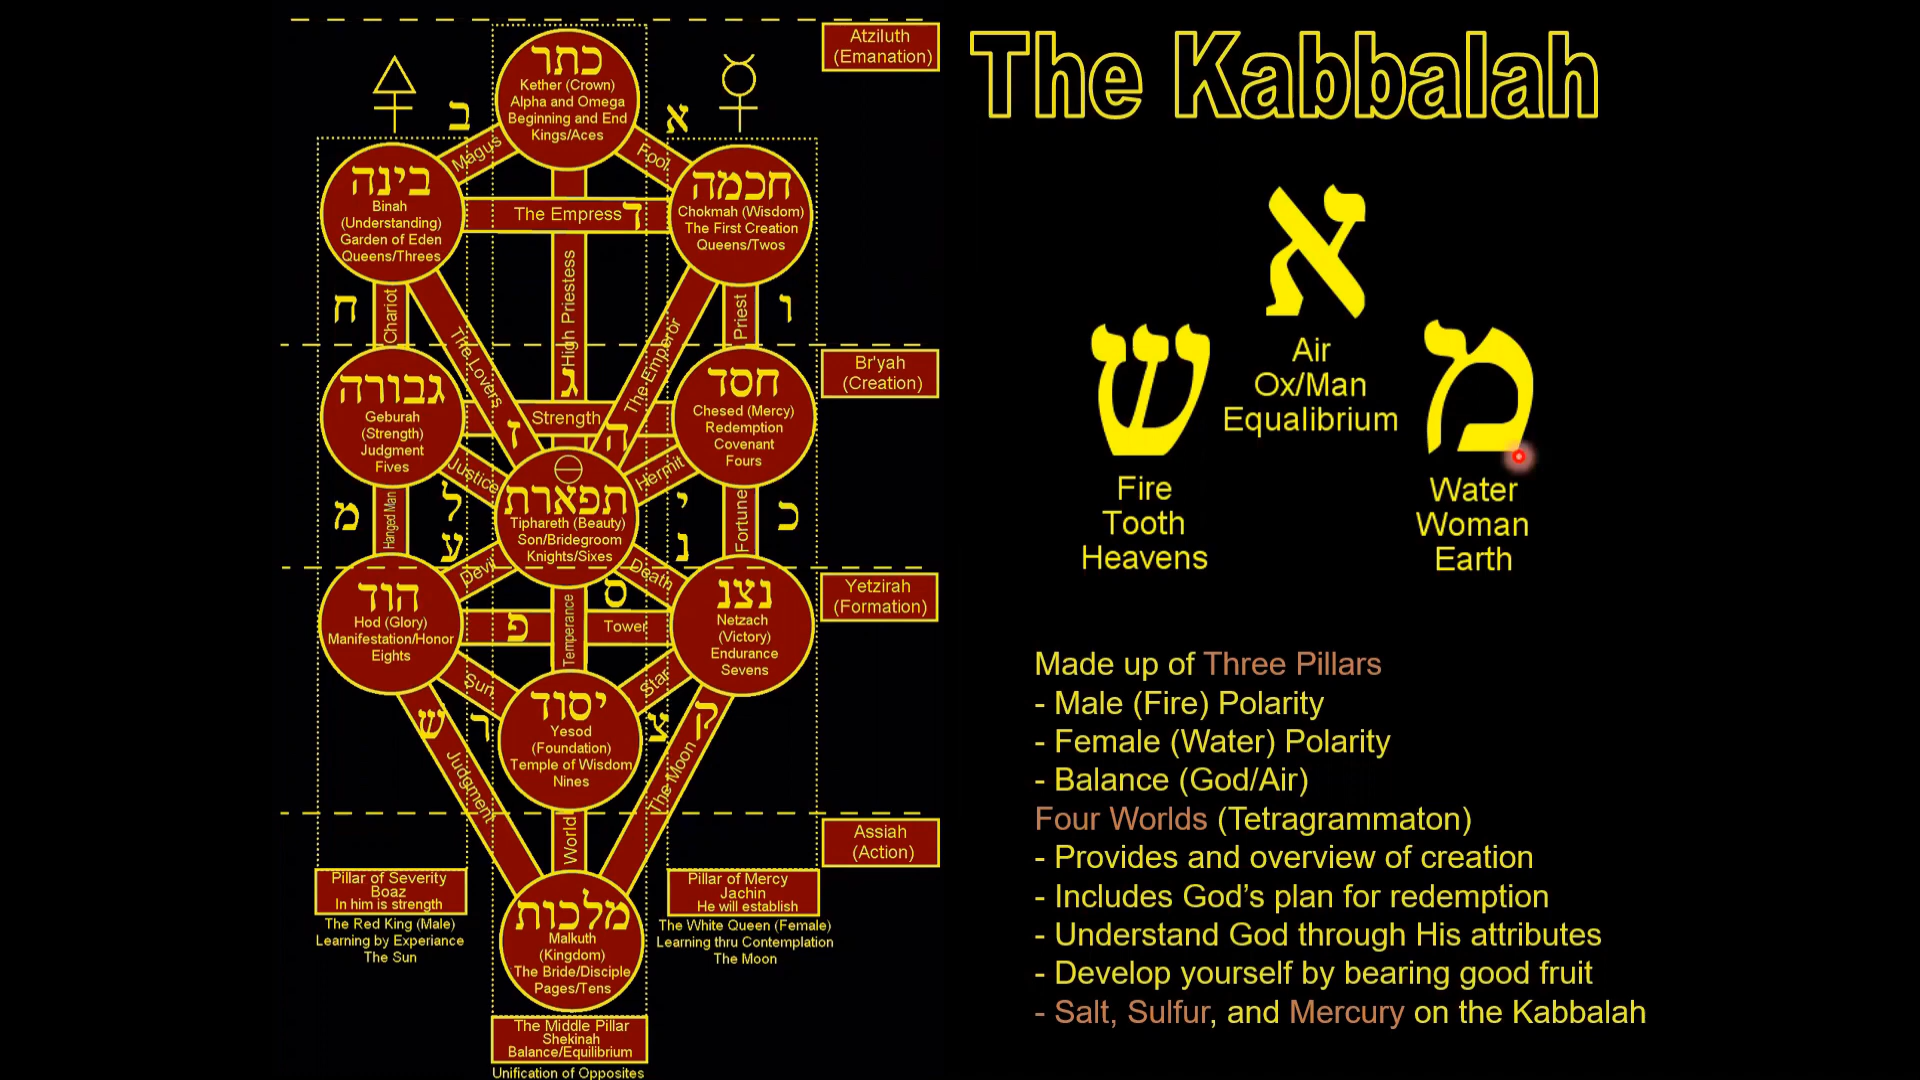 The Kabbalah
Atziluth
(Emanation)
ב
א
כתר
Kether (Crown)
Alpha and Omega
Beginning and End
Kings/Aces
Magus
Fool
בינה
Binah
(Understanding)
Garden of Eden
Queens/Threes
The Empress ד
חכמה
Chokmah (Wisdom)
The First Creation
Queens/Twos
ח
Chariot
The Lovers
ז
High Priestess
ג
The Emperor
ה
Priest
ו
Br'yah
(Creation)
גבורה
Geburah
(Strength)
Judgment
Fives
Strength
חסד
Chesed (Mercy)
Redemption
Covenant
Fours
Justice
Hermit
מ
Hanged Man
ל
ע
תפארת
Tiphareth (Beauty)
Son/Bridegroom
Knights/Sixes
י
נ
Fortune
כ
Devil
Death
Yetzirah
(Formation)
הוד
Hod (Glory)
Manifestation/Honor
Eights
פ
Temperance
ס
Tower
נצנ
Netzach
(Victory)
Endurance
Sevens
Sun
Star
ש
ר
יסוד
Yesod
(Foundation)
Temple of Wisdom
Nines
צ
ק
Judgment
World
The Moon
Assiah
(Action)
Pillar of Severity
Boaz
In him is strength
The Red King (Male)
Learning by Experiance
The Sun
מלכות
Malkuth
(Kingdom)
The Bride/Disciple
Pages/Tens
Pillar of Mercy
Jachin
He will establish
The White Queen (Female)
Learning thru Contemplation
The Moon
The Middle Pillar
Shekinah
Balance/Equilibrium
Unification of Opposites
א
Air
Ox/Man
Equalibrium
ש
Fire
Tooth
Heavens
מ
Water
Woman
Earth
Made up of Three Pillars
- Male (Fire) Polarity
- Female (Water) Polarity
- Balance (God/Air)
Four Worlds (Tetragrammaton)
- Provides and overview of creation
- Includes God’s plan for redemption
- Understand God through His attributes
- Develop yourself by bearing good fruit
- Salt, Sulfur, and Mercury on the Kabbalah